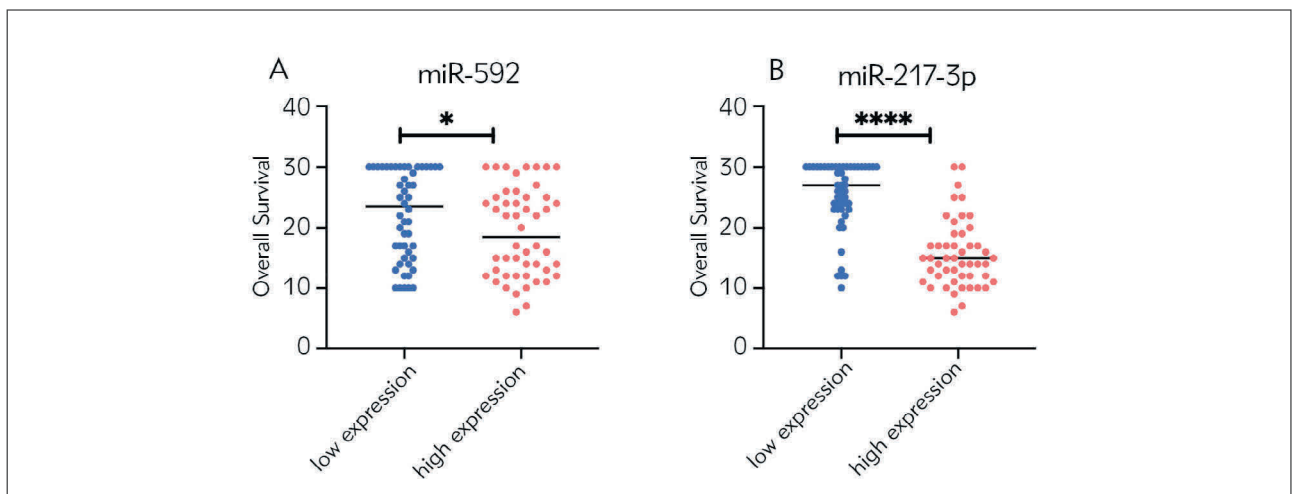 A
miR-592
Overall Survival
40
30
20
10
0
*
low expression
high expression
B
miR-217-3p
Overall Survival
40
30
20
10
0
****
low expression
high expression